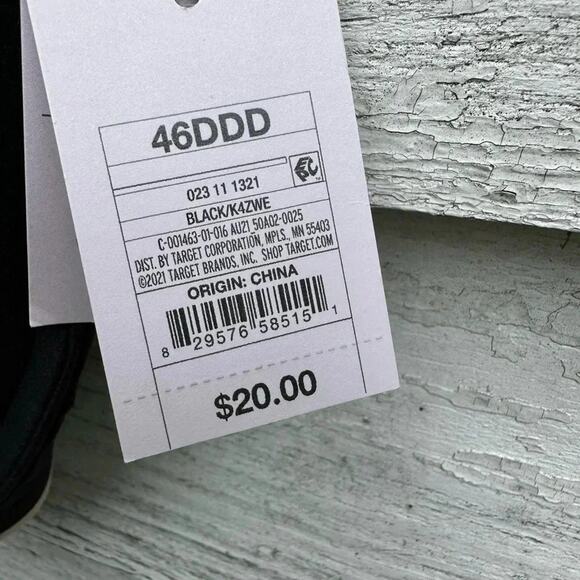 46DDD
023 11 1321
BLACK/K4ZWE
C-001463-01-016 AU21 50A02-0025
DIST. BY TARGET CORPORATION, MPLS., MN 55403
©2021 TARGET BRANDS, INC. SHOP TARGET.COM
ORIGIN: CHINA
8 29576 58515 1
$20.00